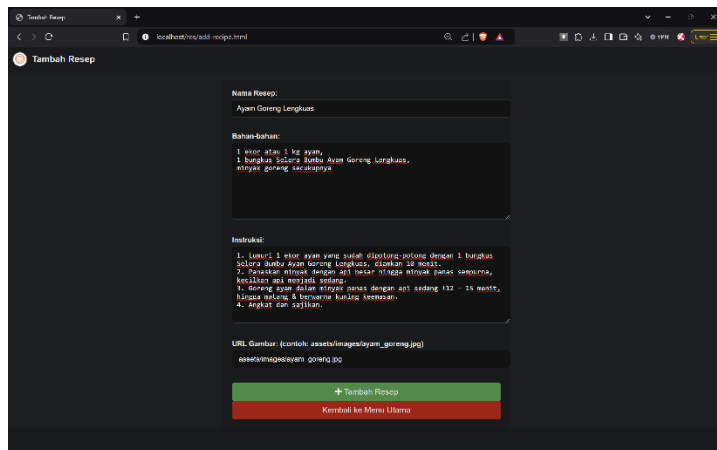 Tambah Resep
localhost/res/add-recipe.html
VPN
Tambah Resep
Nama Resep:
Ayam Goreng Lengkuas
Bahan-bahan:
1 ekor atau 1 kg ayam,
1 bungkus Selera Bumbu Ayam Goreng Lengkuas,
minyak goreng secukupnya
Instruksi:
1. Lumuri 1 ekor ayam yang sudah dipotong-potong dengan 1 bungkus
Selera Bumbu Ayam Goreng Lengkuas, diamkan 10 menit.
2. Panaskan minyak dengan api besar hingga minyak panas sempurna,
kecilkan api menjadi sedang.
3. Goreng ayam dalam minyak panas dengan api sedang ±12 – 15 menit,
hingga matang & berwarna kuning keemasan.
4. Angkat dan sajikan.
URL Gambar: (contoh: assets/images/ayam_goreng.jpg)
assets/images/ayam_goreng.jpg
+ Tambah Resep
Kembali ke Menu Utama